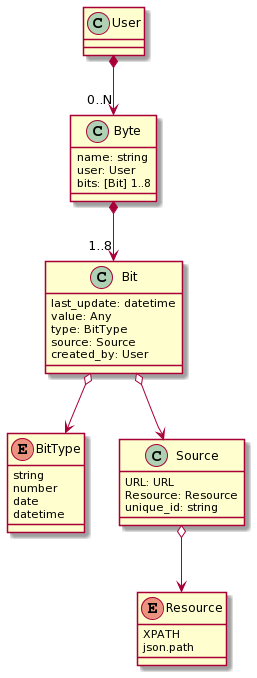 C User
0..N
C Byte
name: string
user: User
bits: [Bit] 1..8
1..8
C Bit
last_update: datetime
value: Any
type: BitType
source: Source
created_by: User
E BitType
string
number
date
datetime
C Source
URL: URL
Resource: Resource
unique_id: string
E Resource
XPATH
json.path